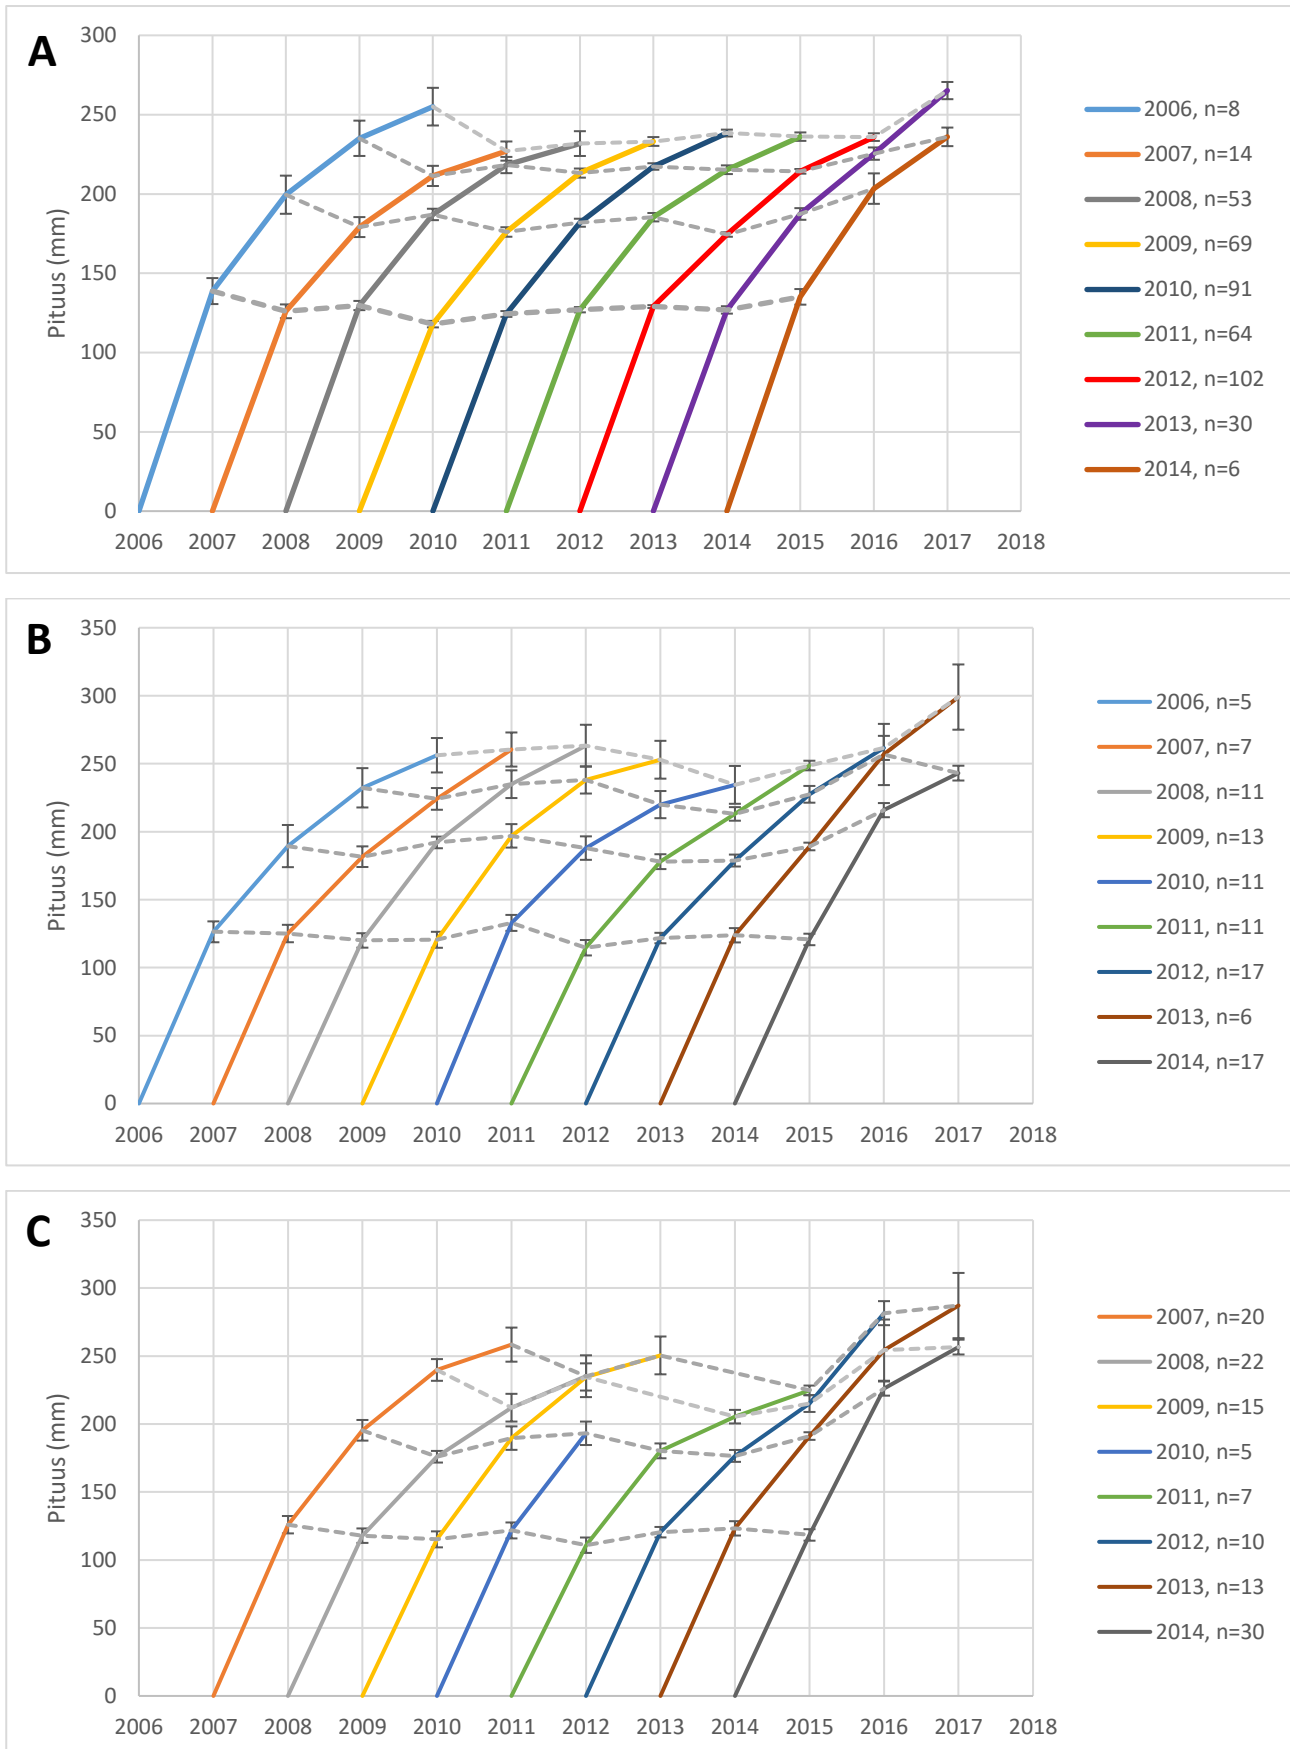 A
300
250
200
150
100
50
0
Pituus (mm)
2006 2007 2008 2009 2010 2011 2012 2013 2014 2015 2016 2017 2018
2006, n=8
2007, n=14
2008, n=53
2009, n=69
2010, n=91
2011, n=64
2012, n=102
2013, n=30
2014, n=6
B
350
300
250
200
150
100
50
0
Pituus (mm)
2006 2007 2008 2009 2010 2011 2012 2013 2014 2015 2016 2017 2018
2006, n=5
2007, n=7
2008, n=11
2009, n=13
2010, n=11
2011, n=11
2012, n=17
2013, n=6
2014, n=17
C
350
300
250
200
150
100
50
0
Pituus (mm)
2006 2007 2008 2009 2010 2011 2012 2013 2014 2015 2016 2017 2018
2007, n=20
2008, n=22
2009, n=15
2010, n=5
2011, n=7
2012, n=10
2013, n=13
2014, n=30